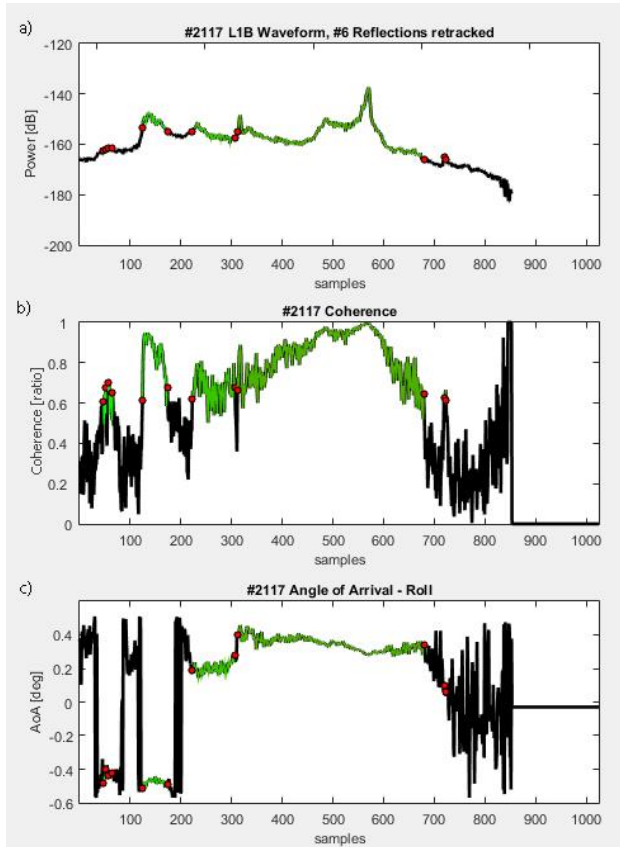 a)
#2117 L1B Waveform, #6 Reflections retracked
-120
-140
-160
-180
-200
Power [dB]
100 200 300 400 500 600 700 800 900 1000
samples
b)
#2117 Coherence
1
0.8
0.6
0.4
0.2
0
Coherence [ratio]
100 200 300 400 500 600 700 800 900 1000
samples
c)
#2117 Angle of Arrival - Roll
0.4
0.2
0
-0.2
-0.4
-0.6
AoA [deg]
100 200 300 400 500 600 700 800 900 1000
samples